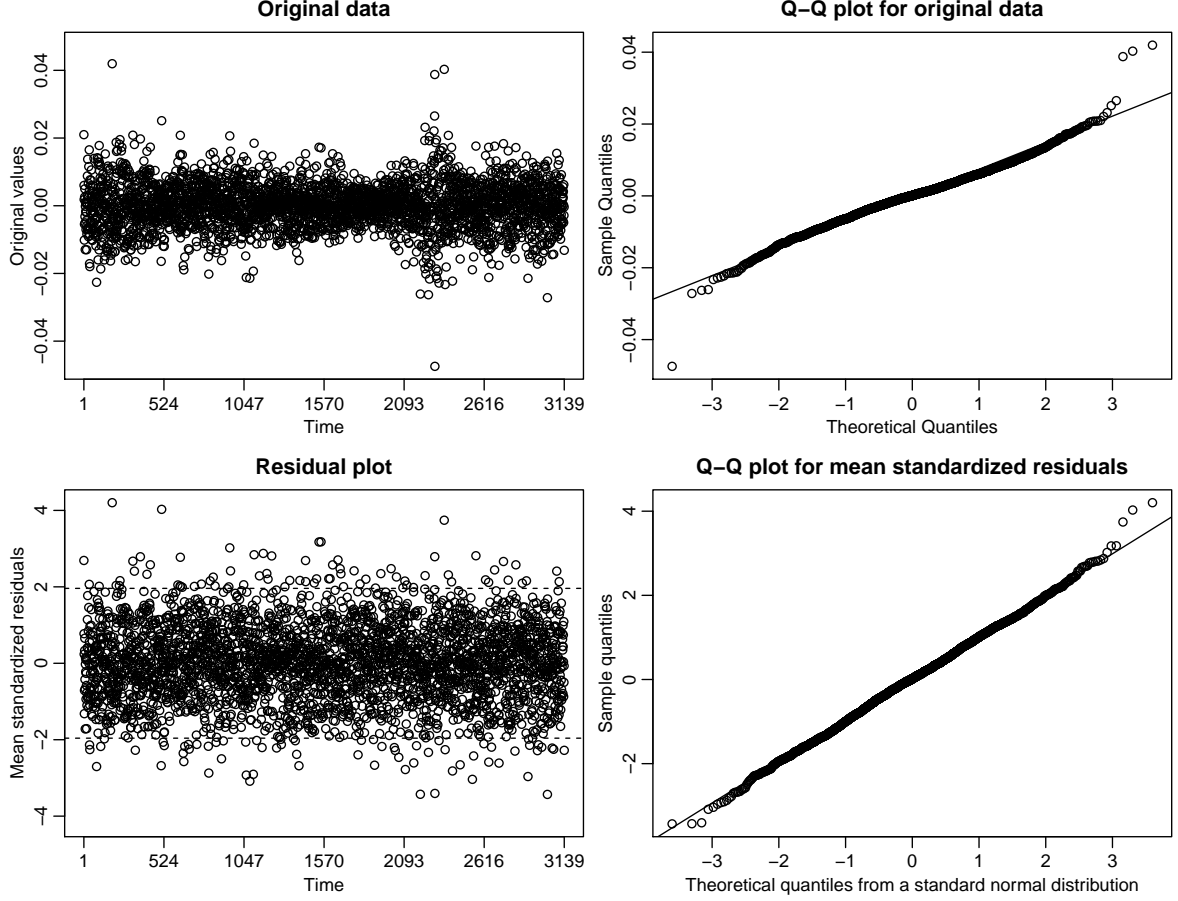 Original data
Original values
0.04
0.02
0.00
−0.02
−0.04
1 524 1047 1570 2093 2616 3139
Time
Q−Q plot for original data
Sample Quantiles
0.04
0.02
0.00
−0.02
−0.04
−3 −2 −1 0 1 2 3
Theoretical Quantiles
Residual plot
Mean standardized residuals
4
2
0
−2
−4
1 524 1047 1570 2093 2616 3139
Time
Q−Q plot for mean standardized residuals
Sample quantiles
4
2
0
−2
−3 −2 −1 0 1 2 3
Theoretical quantiles from a standard normal distribution